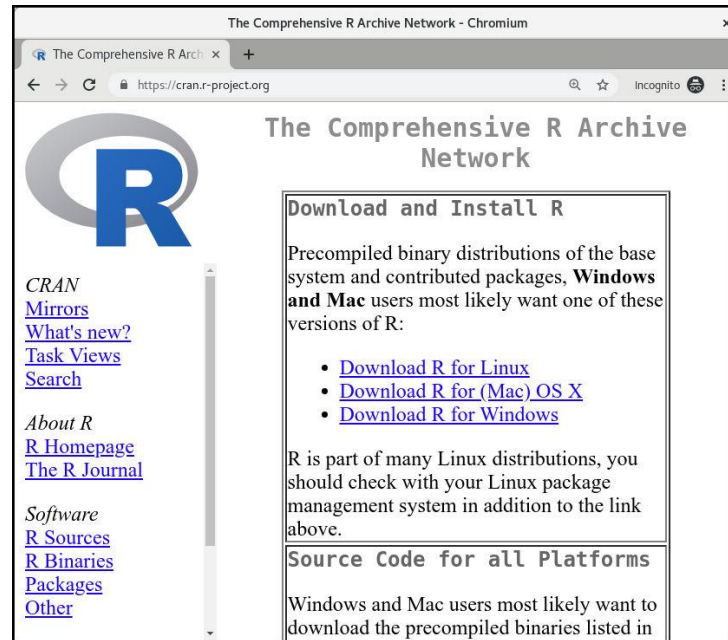 The Comprehensive R Archive Network - Chromium
The Comprehensive R Arch
https://cran.r-project.org
Incognito
R
CRAN
Mirrors
What's new?
Task Views
Search
About R
R Homepage
The R Journal
Software
R Sources
R Binaries
Packages
Other
The Comprehensive R Archive
Network
Download and Install R
Precompiled binary distributions of the base
system and contributed packages, Windows
and Mac users most likely want one of these
versions of R:
• Download R for Linux
• Download R for (Mac) OS X
• Download R for Windows
R is part of many Linux distributions, you
should check with your Linux package
management system in addition to the link
above.
Source Code for all Platforms
Windows and Mac users most likely want to
download the precompiled binaries listed in